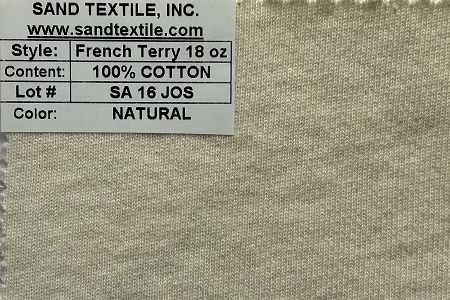 SAND TEXTILE, INC.
www.sandtextile.com
Style: French Terry 18 oz
Content: 100% COTTON
Lot # SA 16 JOS
Color: NATURAL